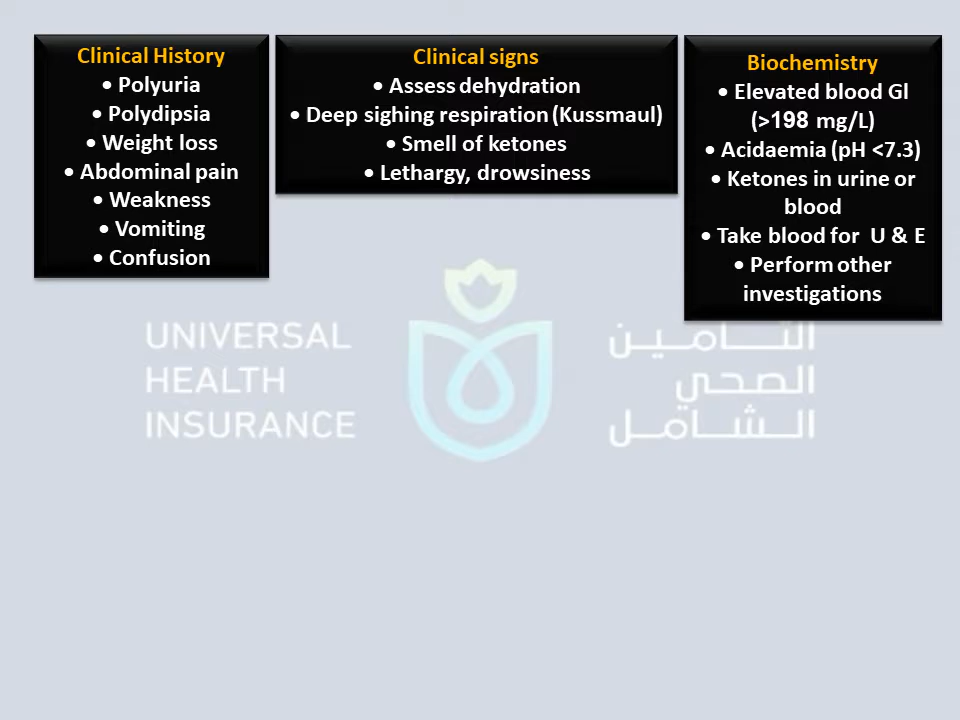 Clinical History
• Polyuria
• Polydipsia
• Weight loss
• Abdominal pain
• Weakness
• Vomiting
• Confusion
Clinical signs
• Assess dehydration
• Deep sighing respiration (Kussmaul)
• Smell of ketones
• Lethargy, drowsiness
Biochemistry
• Elevated blood Gl
(>198 mg/L)
• Acidaemia (pH <7.3)
• Ketones in urine or
blood
• Take blood for U & E
• Perform other
investigations
UNIVERSAL
HEALTH
INSURANCE
التأمين
الصحي
الشامل